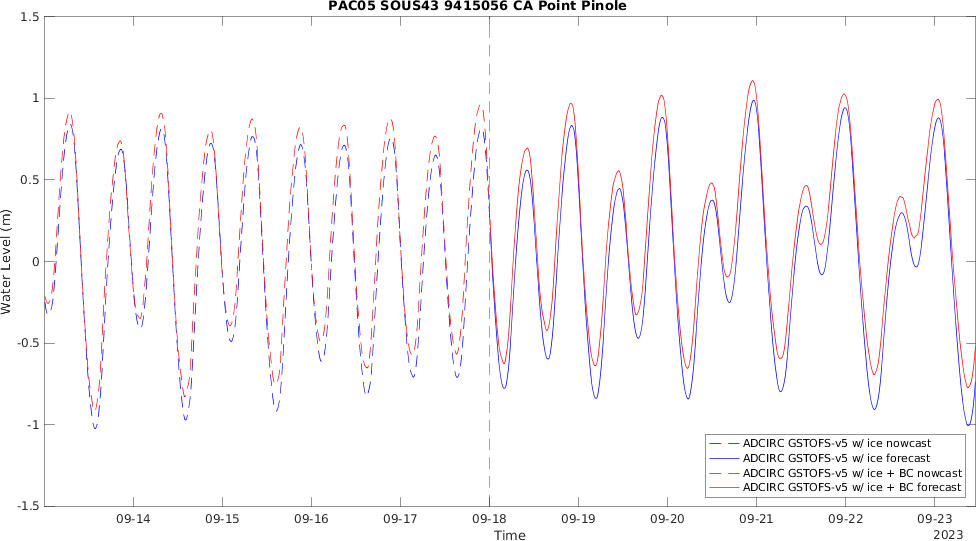 PAC05 SOUS43 9415056 CA Point Pinole
1.5
1
0.5
0
-0.5
-1
-1.5
Water Level (m)
09-14 09-15 09-16 09-17 09-18 09-19 09-20 09-21 09-22 09-23
2023
Time
ADCIRC GSTOFS-v5 w/ ice nowcast
ADCIRC GSTOFS-v5 w/ ice forecast
ADCIRC GSTOFS-v5 w/ ice + BC nowcast
ADCIRC GSTOFS-v5 w/ ice + BC forecast